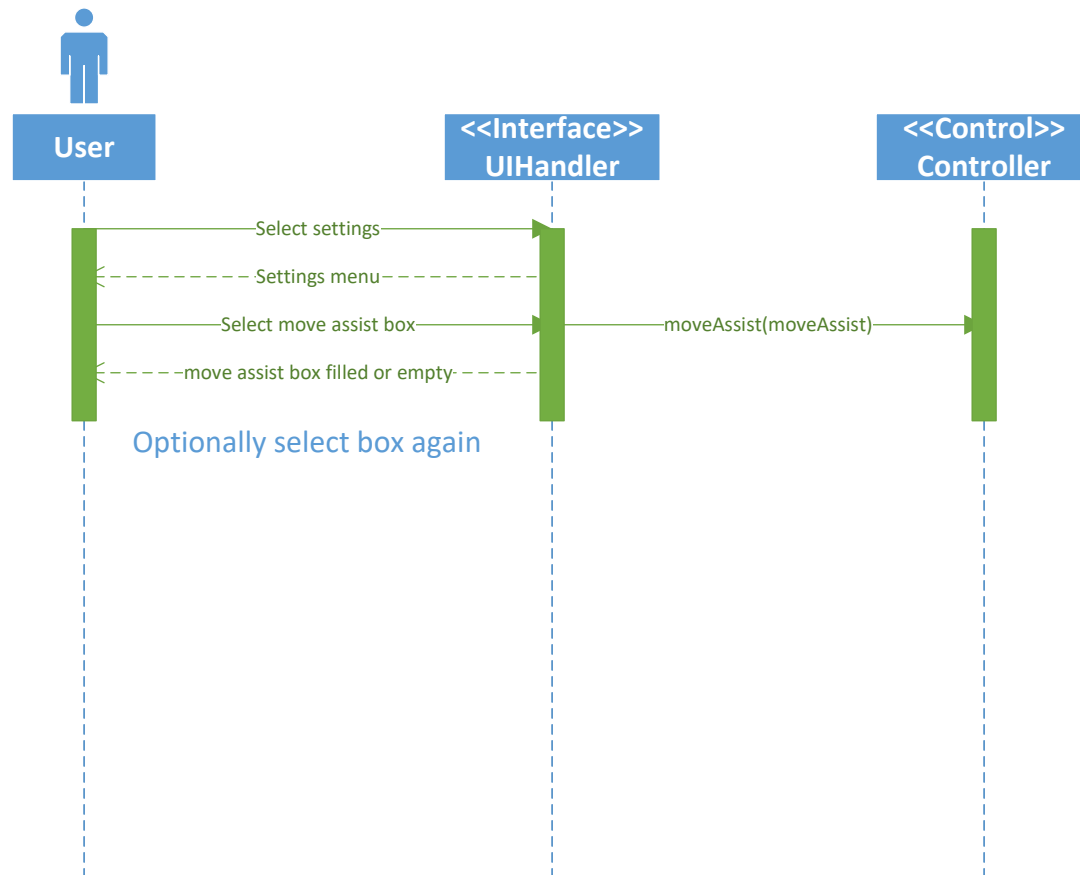 User
<<Interface>>
UIHandler
<<Control>>
Controller
Select settings
Settings menu
Select move assist box
moveAssist(moveAssist)
move assist box filled or empty
Optionally select box again